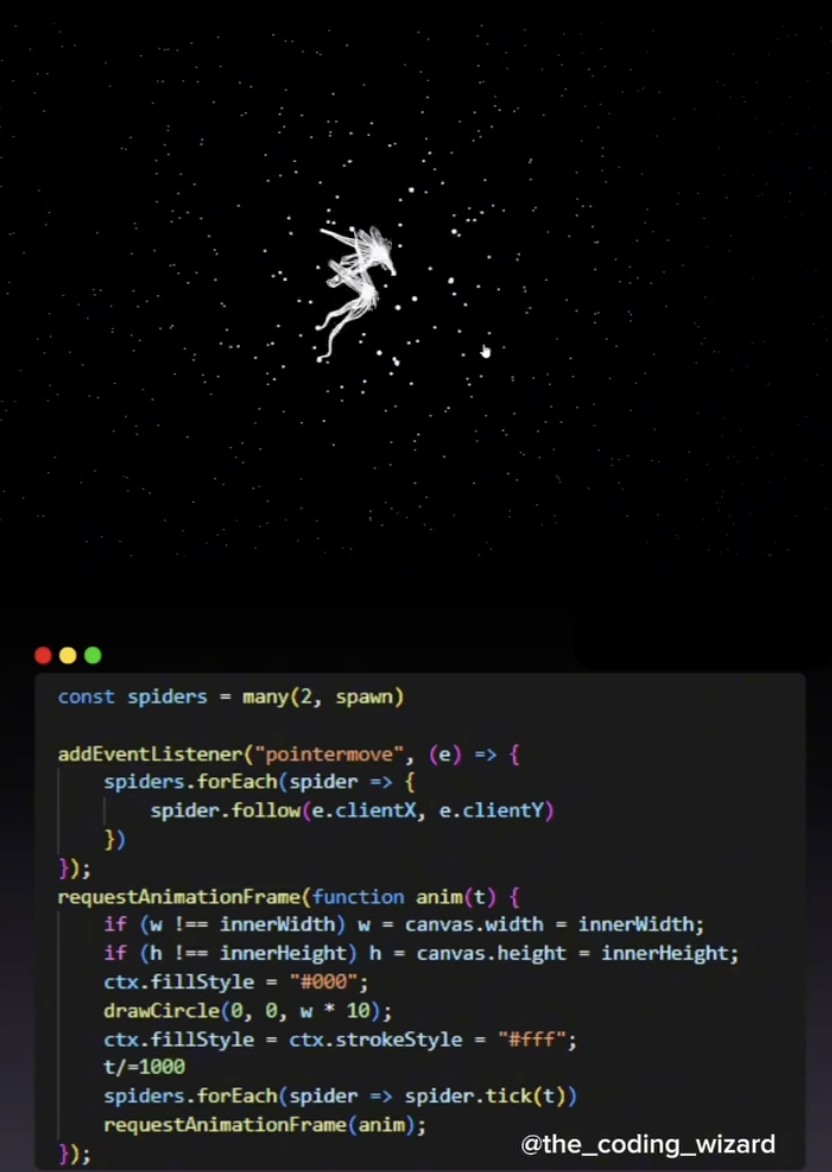 const spiders = many(2, spawn)
addEventListener("pointermove", (e) => {
spiders.forEach(spider => {
spider.follow(e.clientX, e.clientY)
})
});
requestAnimationFrame(function anim(t) {
if (w !== innerWidth) w = canvas.width = innerWidth;
if (h !== innerHeight) h = canvas.height = innerHeight;
ctx.fillStyle = "#000";
drawCircle(0, 0, w * 10);
ctx.fillStyle = ctx.strokeStyle = "#fff";
t/=1000
spiders.forEach(spider => spider.tick(t))
requestAnimationFrame(anim);
});
@the_coding_wizard